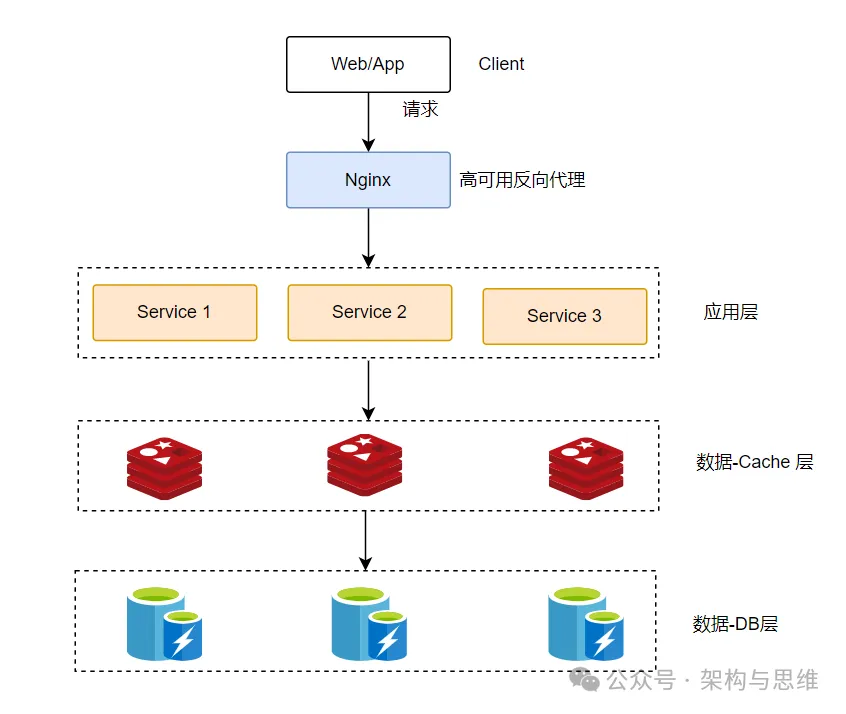 Web/App
Client
请求
Nginx
高可用反向代理
Service 1
Service 2
Service 3
应用层
数据-Cache 层
数据-DB层
公众号 · 架构与思维